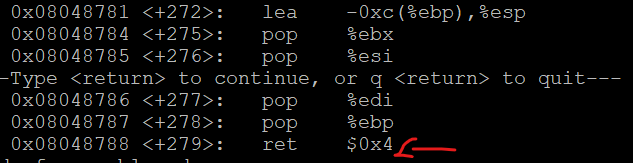 0x08048781 <+272>: lea -0xc(%ebp),%esp
0x08048784 <+275>: pop %ebx
0x08048785 <+276>: pop %esi
-Type <return> to continue, or q <return> to quit---
0x08048786 <+277>: pop %edi
0x08048787 <+278>: pop %ebp
0x08048788 <+279>: ret $0x4